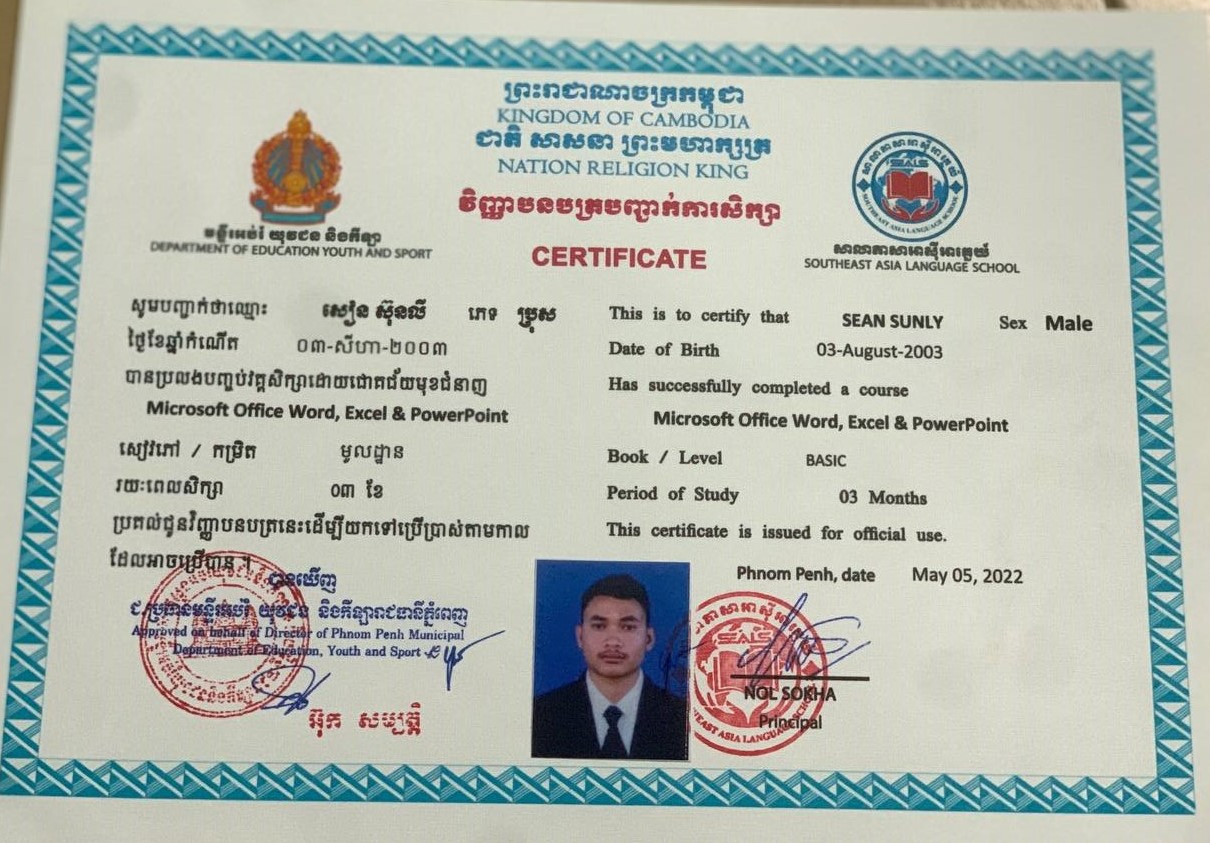 ព្រះរាជាណាចក្រកម្ពុជា
KINGDOM OF CAMBODIA
ជាតិ សាសនា ព្រះមហាក្សត្រ
NATION RELIGION KING
វិញ្ញាបនបត្របញ្ជាក់ការសិក្សា
CERTIFICATE
មន្ទីរអប់រំ យុវជន និងកីឡា
DEPARTMENT OF EDUCATION YOUTH AND SPORT
SEALS
SOUTHEAST ASIA LANGUAGE SCHOOL
សាលាភាសាអាស៊ីអាគ្នេយ៍
SOUTHEAST ASIA LANGUAGE SCHOOL
សូមបញ្ជាក់ថាឈ្មោះ សៀន ស៊ុនលី ភេទ ប្រុស
ថ្ងៃខែឆ្នាំកំណើត ០៣-សីហា-២០០៣
បានប្រលងបញ្ចប់វគ្គសិក្សាដោយជោគជ័យមុខជំនាញ
Microsoft Office Word, Excel & PowerPoint
សៀវភៅ / កម្រិត មូលដ្ឋាន
រយៈពេលសិក្សា ០៣ ខែ
ប្រគល់ជូនវិញ្ញាបនបត្រនេះដើម្បីយកទៅប្រើប្រាស់តាមកាល
ដែលអាចប្រើបាន ។
This is to certify that SEAN SUNLY Sex Male
Date of Birth 03-August-2003
Has successfully completed a course
Microsoft Office Word, Excel & PowerPoint
Book / Level BASIC
Period of Study 03 Months
This certificate is issued for official use.
Phnom Penh, date May 05, 2022
បានឃើញ
ជ.ប្រធានមន្ទីរអប់រំ យុវជន និងកីឡារាជធានីភ្នំពេញ
Approved on behalf of Director of Phnom Penh Municipal
Department of Education, Youth and Sport
អ៊ុក សម្បត្តិ
NOL SOKHA
Principal